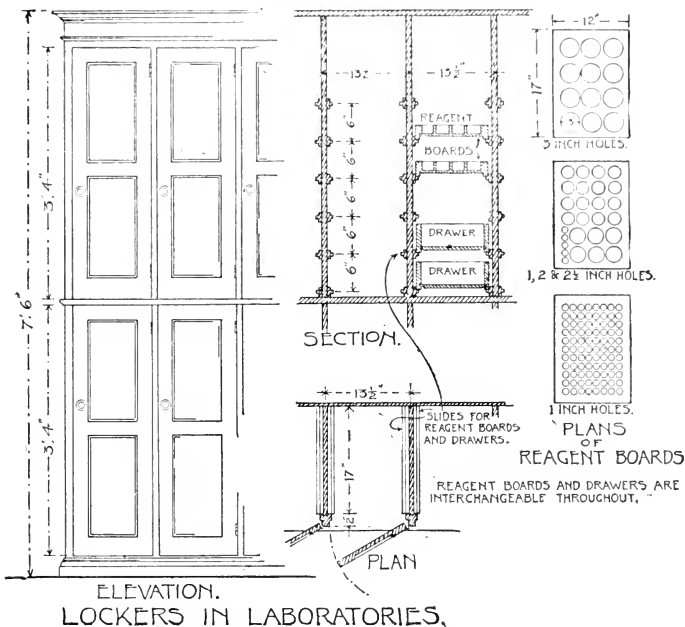 7'.6"
3'.4"
3'.4"
ELEVATION.
LOCKERS IN LABORATORIES,
13½
13½"
6"
6"
6"
6"
6"
REAGENT
BOARDS
DRAWER
DRAWER
SECTION.
13½"
SLIDES FOR
REAGENT BOARDS
AND DRAWERS.
17"
2"
PLAN
12"
17"
3
3 INCH HOLES.
1, 2 & 2½ INCH HOLES.
1 INCH HOLES.
PLANS
OF
REAGENT BOARDS
REAGENT BOARDS AND DRAWERS ARE
INTERCHANGEABLE THROUGHOUT.